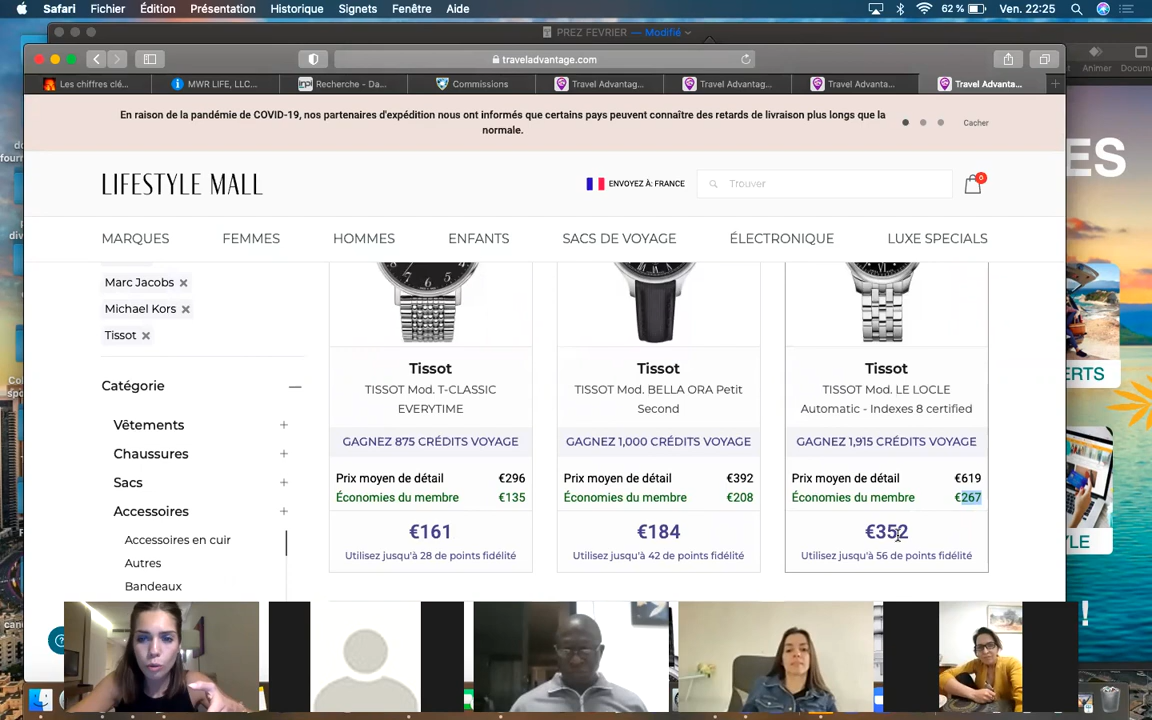 Safari Fichier Édition Présentation Historique Signets Fenêtre Aide
62 % Ven. 22:25
PREZ FEVRIER — Modifié
traveladvantage.com
Animer
Les chiffres clé... MWR LIFE, LLC... Recherche - Da... Commissions Travel Advantag... Travel Advantag... Travel Advanta... Travel Advanta...
En raison de la pandémie de COVID-19, nos partenaires d'expédition nous ont informés que certains pays peuvent connaître des retards de livraison plus longs que la
normale.
Cacher
ES
LIFESTYLE MALL
ENVOYEZ À: FRANCE
Trouver
0
MARQUES FEMMES HOMMES ENFANTS SACS DE VOYAGE ÉLECTRONIQUE LUXE SPECIALS
Marc Jacobs
Michael Kors
Tissot
Catégorie
Vêtements
Chaussures
Sacs
Accessoires
Accessoires en cuir
Autres
Bandeaux
Tissot
TISSOT Mod. T-CLASSIC
EVERYTIME
GAGNEZ 875 CRÉDITS VOYAGE
Prix moyen de détail €296
Économies du membre €135
€161
Utilisez jusqu'à 28 de points fidélité
Tissot
TISSOT Mod. BELLA ORA Petit
Second
GAGNEZ 1,000 CRÉDITS VOYAGE
Prix moyen de détail €392
Économies du membre €208
€184
Utilisez jusqu'à 42 de points fidélité
Tissot
TISSOT Mod. LE LOCLE
Automatic - Indexes 8 certified
GAGNEZ 1,915 CRÉDITS VOYAGE
Prix moyen de détail €619
Économies du membre €267
€352
Utilisez jusqu'à 56 de points fidélité
ERTS
YLE
!